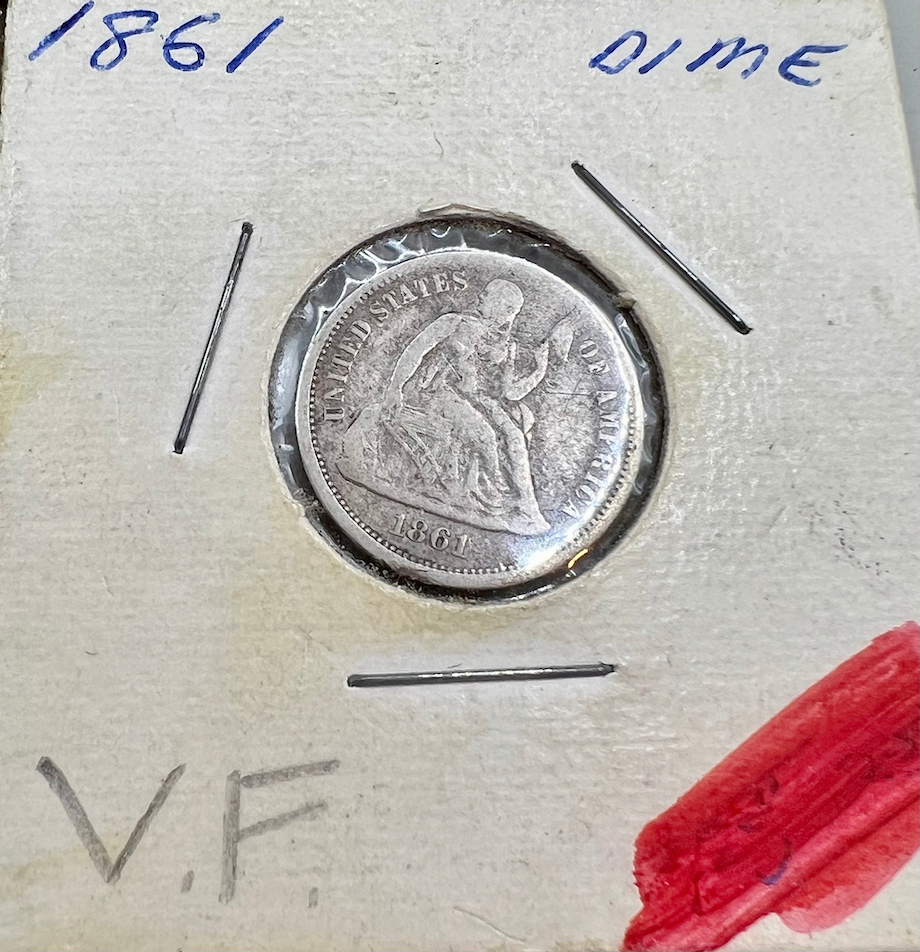 1861 DIME
UNITED STATES OF AMERICA
1861
V.F.